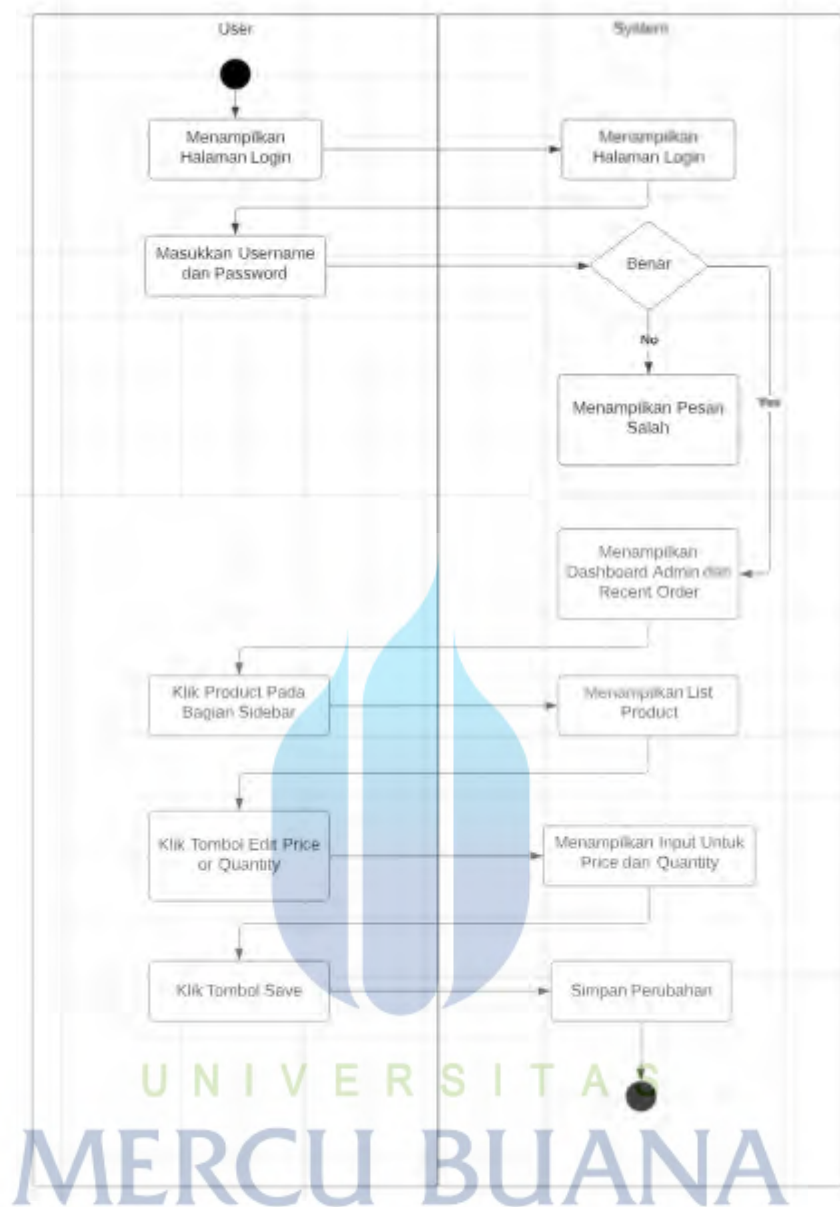 User
System
Menampilkan
Halaman Login
Menampilkan
Halaman Login
Masukkan Username
dan Password
Benar
No
Yes
Menampilkan Pesan
Salah
Menampilkan
Dashboard Admin dan
Recent Order
Klik Product Pada
Bagian Sidebar
Menampilkan List
Product
Klik Tombol Edit Price
or Quantity
Menampilkan Input Untuk
Price dan Quantity
Klik Tombol Save
Simpan Perubahan
UNIVERSITAS
MERCU BUANA